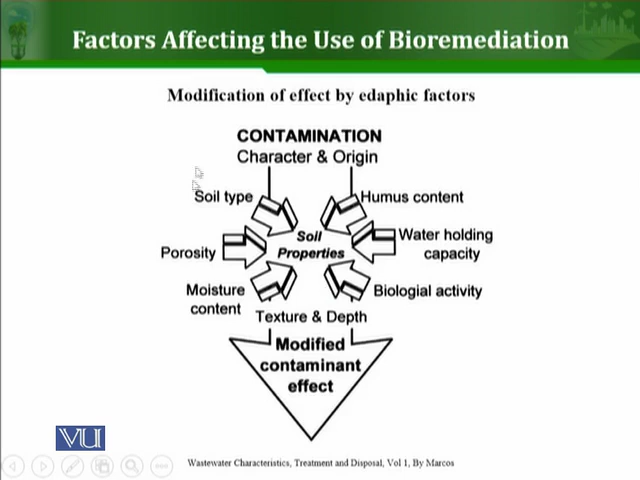 Factors Affecting the Use of Bioremediation
Modification of effect by edaphic factors
CONTAMINATION
Character & Origin
Soil type
Humus content
Soil
Properties
Water holding
capacity
Porosity
Moisture
content
Biologial activity
Texture & Depth
Modified
contaminant
effect
VU
Wastewater Characteristics, Treatment and Disposal, Vol 1, By Marcos